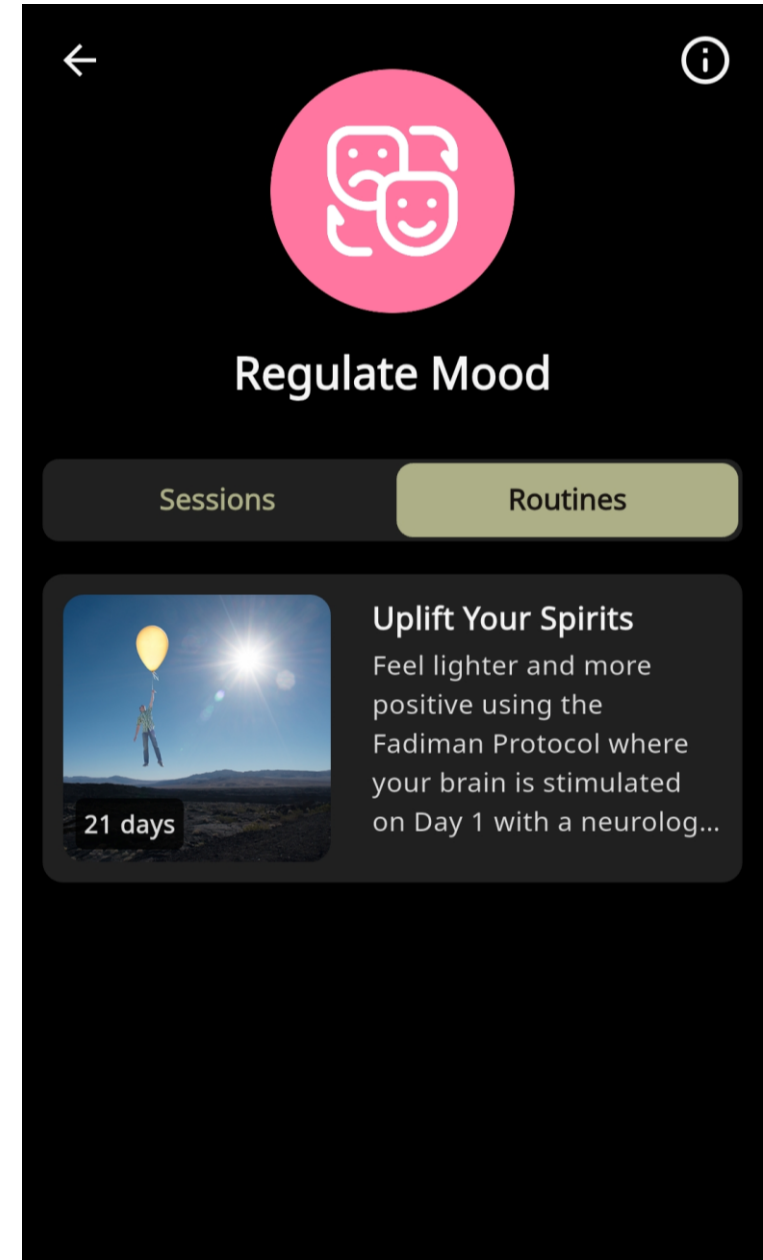 Regulate Mood
Sessions
Routines
Uplift Your Spirits
Feel lighter and more
positive using the
Fadiman Protocol where
your brain is stimulated
on Day 1 with a neurolog...
21 days